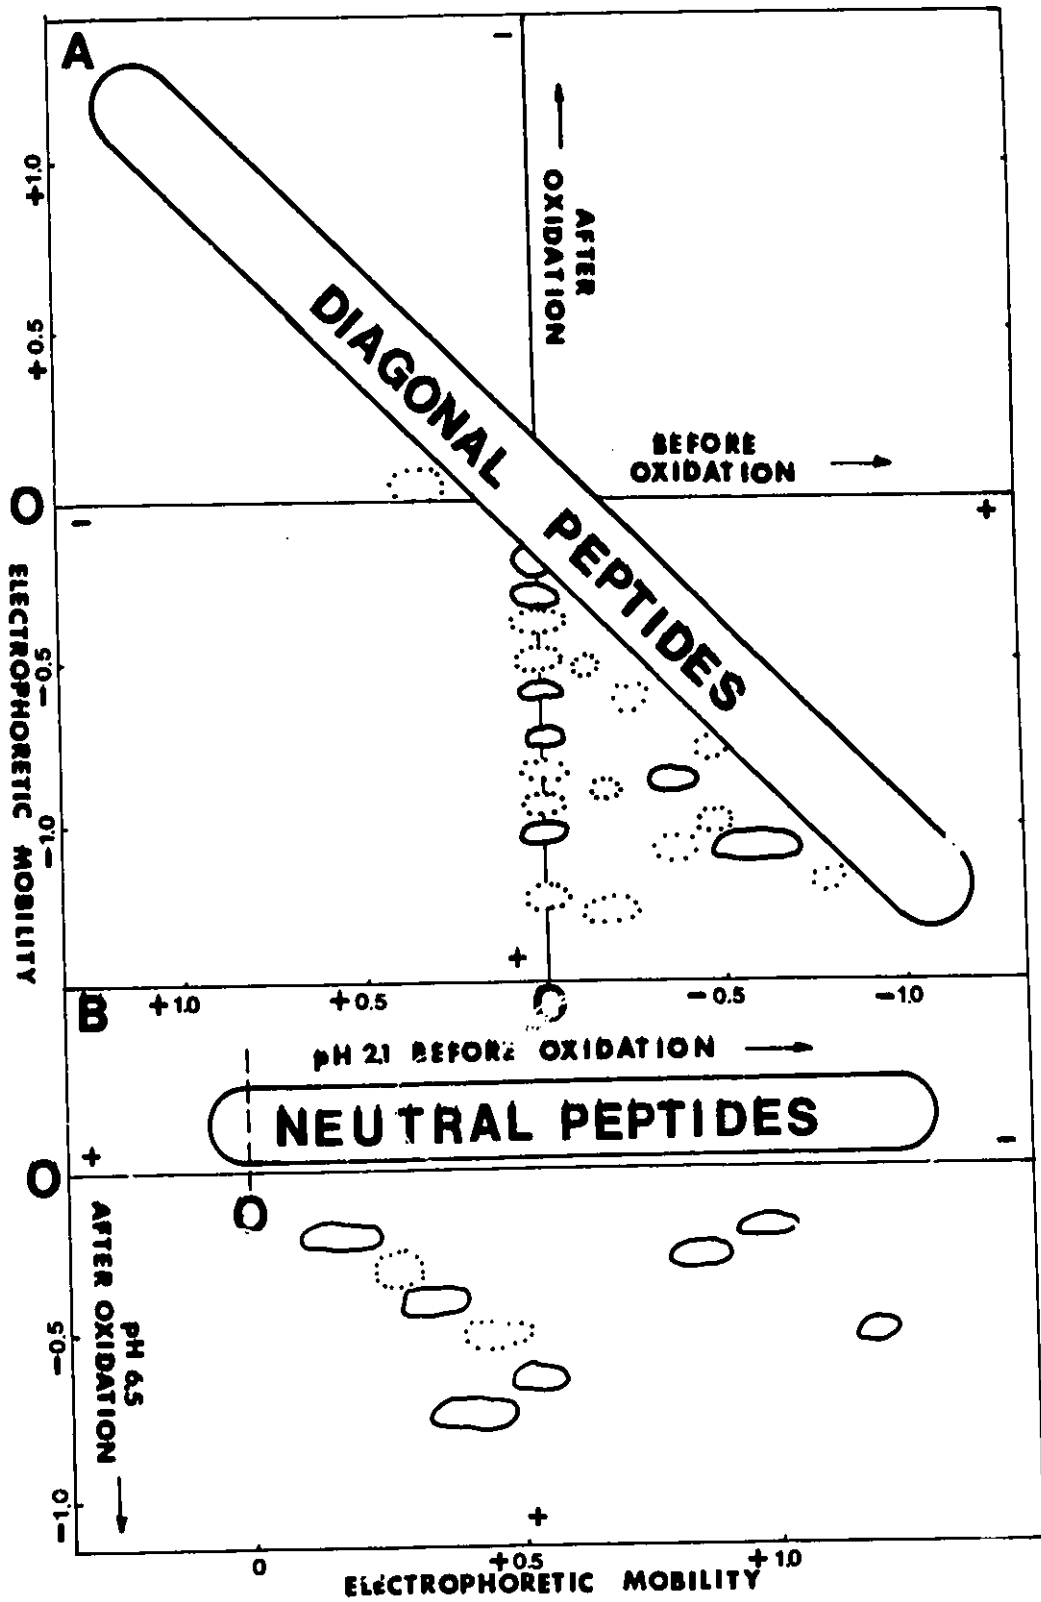 A
−
+1.0
AFTER
OXIDATION
+0.5
DIAGONAL PEPTIDES
BEFORE
OXIDATION
O
−
+
−0.5
ELECTROPHORETIC MOBILITY
−1.0
+
+1.0
+0.5
O
−0.5
−1.0
B
pH 2.1 BEFORE OXIDATION
NEUTRAL PEPTIDES
+
−
O
O
pH 6.5
AFTER OXIDATION
−0.5
−1.0
+
0
+0.5
+1.0
ELECTROPHORETIC MOBILITY